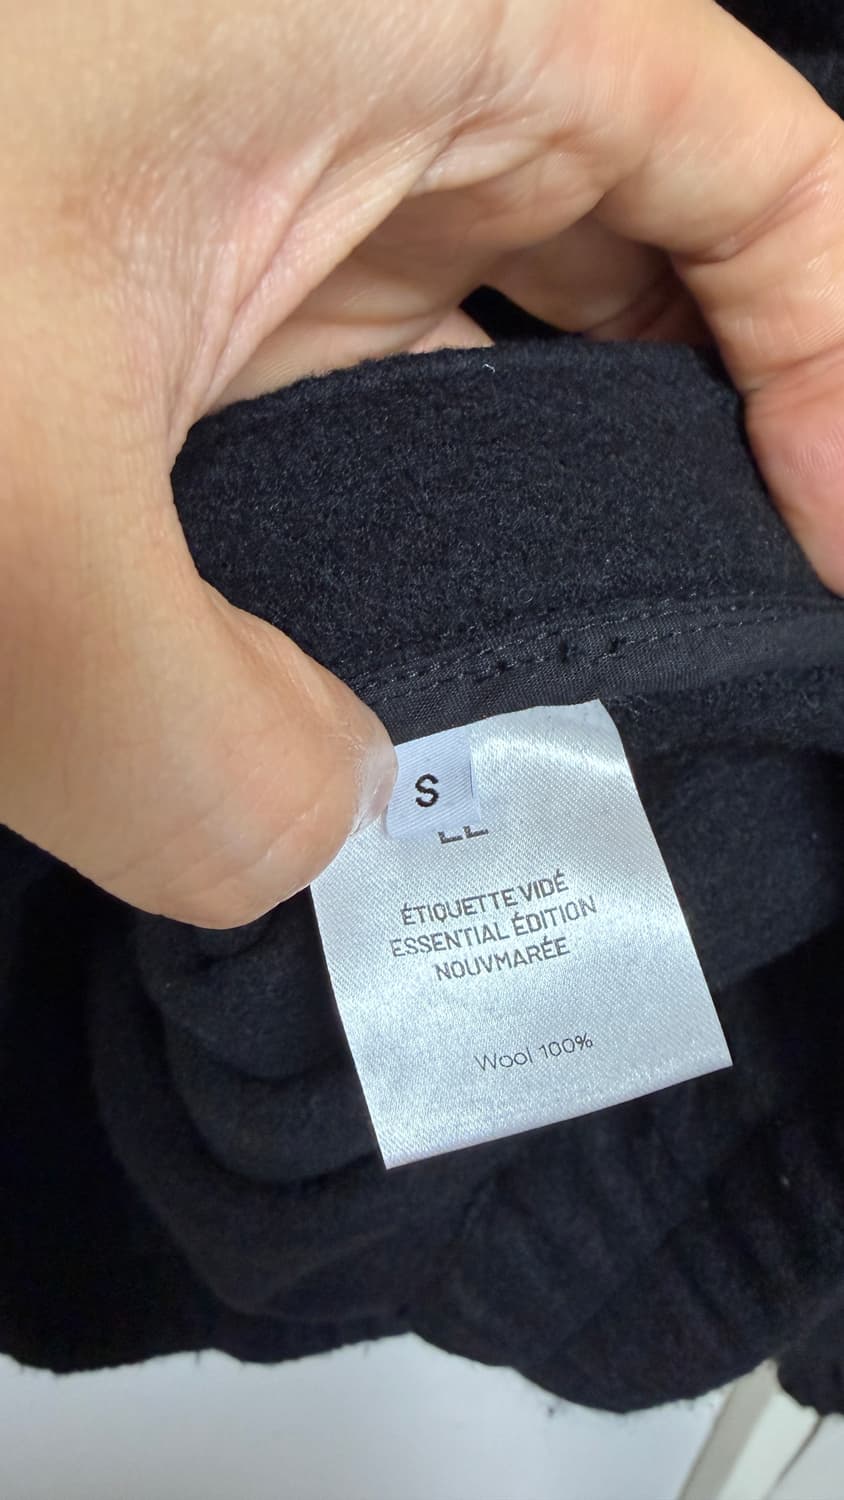 S
ÉTIQUETTE VIDÉ
ESSENTIAL ÉDITION
NOUVMARÉE
Wool 100%